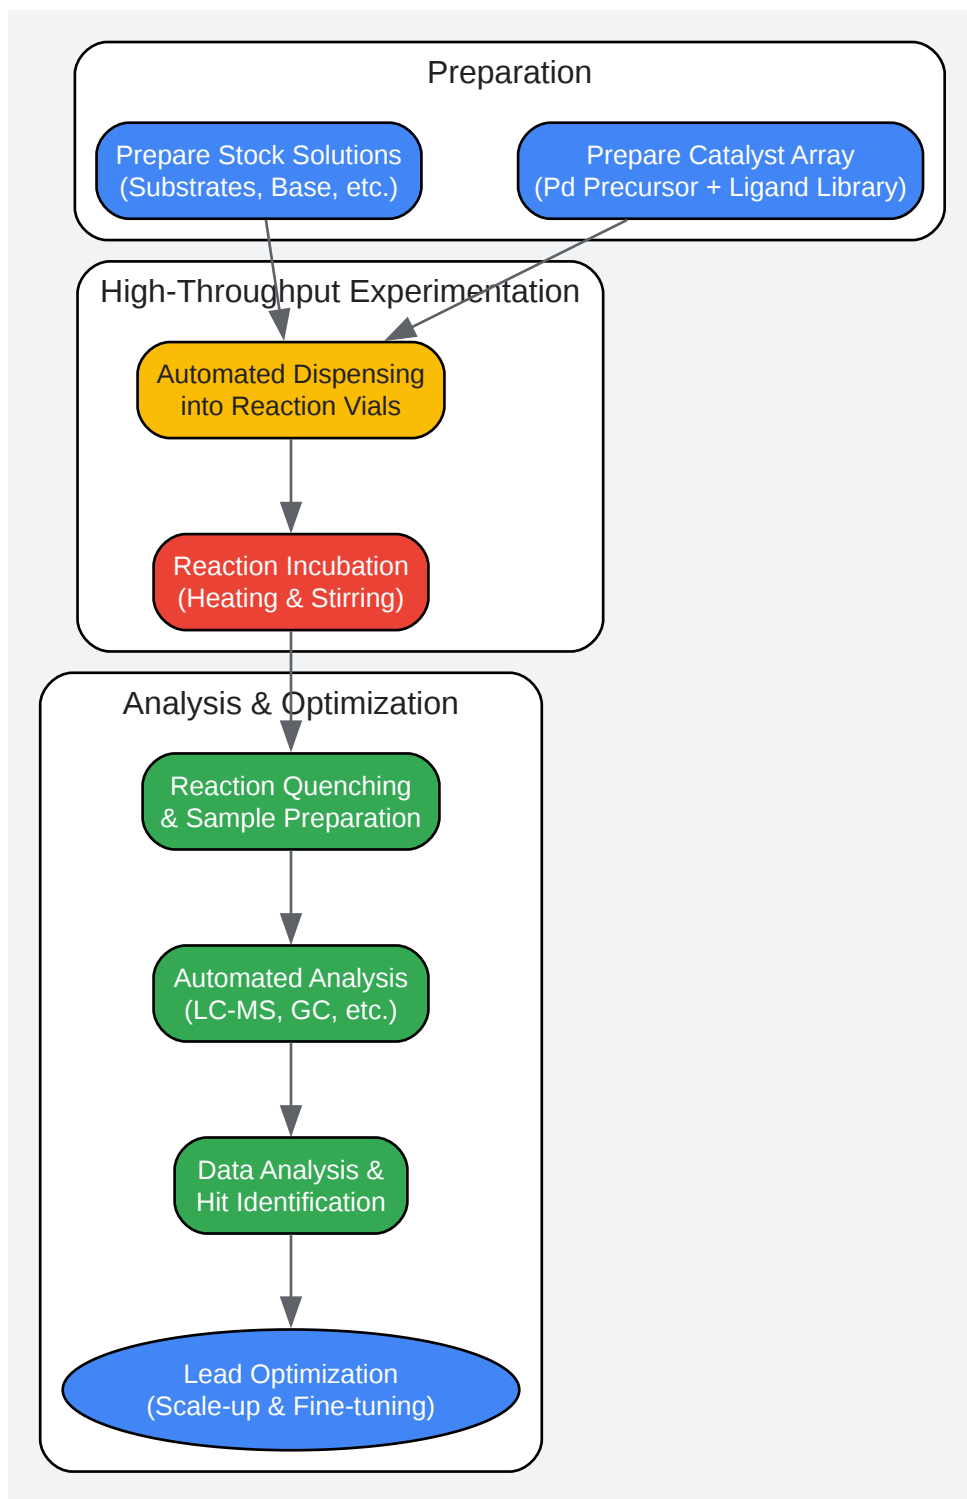 Preparation
Prepare Stock Solutions
(Substrates, Base, etc.)
Prepare Catalyst Array
(Pd Precursor + Ligand Library)
High-Throughput Experimentation
Automated Dispensing
into Reaction Vials
Reaction Incubation
(Heating & Stirring)
Analysis & Optimization
Reaction Quenching
& Sample Preparation
Automated Analysis
(LC-MS, GC, etc.)
Data Analysis &
Hit Identification
Lead Optimization
(Scale-up & Fine-tuning)